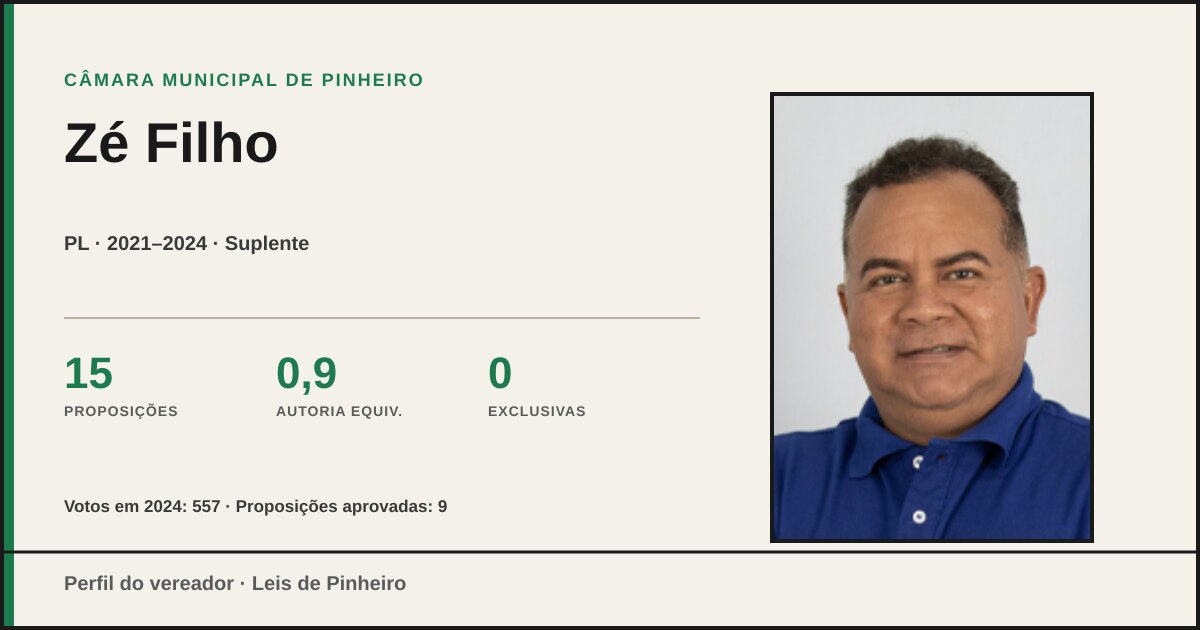 CÂMARA MUNICIPAL DE PINHEIRO
Zé Filho
PL · 2021–2024 · Suplente
15
PROPOSIÇÕES
0,9
AUTORIA EQUIV.
0
EXCLUSIVAS
Votos em 2024: 557 · Proposições aprovadas: 9
Perfil do vereador · Leis de Pinheiro